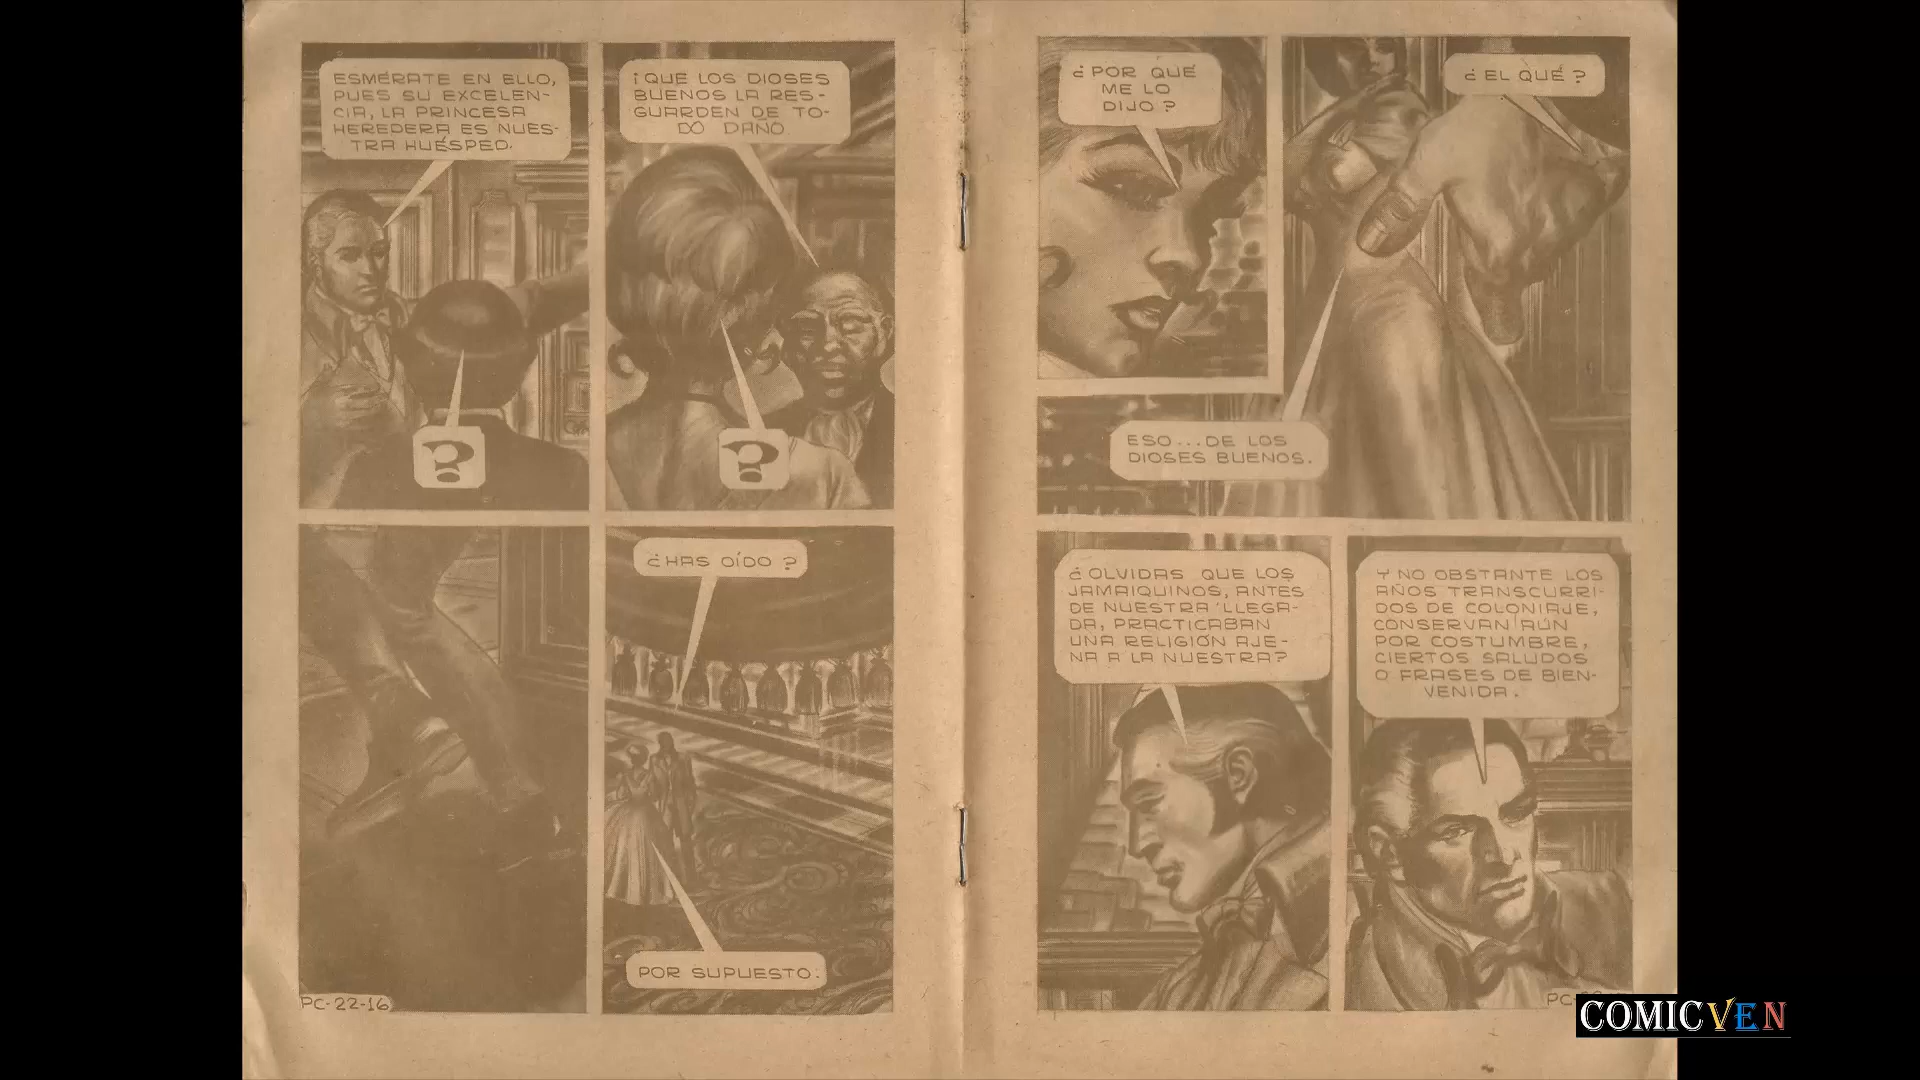 ESMÉRATE EN ELLO,
PUES SU EXCELEN-
CIA, LA PRINCESA
HEREDERA ES NUES-
TRA HUÉSPED.
¡QUE LOS DIOSES
BUENOS LA RES-
GUARDEN DE TO-
DO DAÑO
?
?
¿HAS OÍDO?
POR SUPUESTO.
PC-22-16
¿POR QUÉ
ME LO
DIJO?
¿EL QUÉ?
ESO...DE LOS
DIOSES BUENOS.
¿OLVIDAS QUE LOS
JAMAIQUINOS, ANTES
DE NUESTRA LLEGA-
DA, PRACTICABAN
UNA RELIGIÓN AJE-
NA A LA NUESTRA?
Y NO OBSTANTE LOS
AÑOS TRANSCURRI-
DOS DE COLONIAJE,
CONSERVAN AÚN
POR COSTUMBRE,
CIERTOS SALUDOS
O FRASES DE BIEN-
VENIDA.
COMICVEN